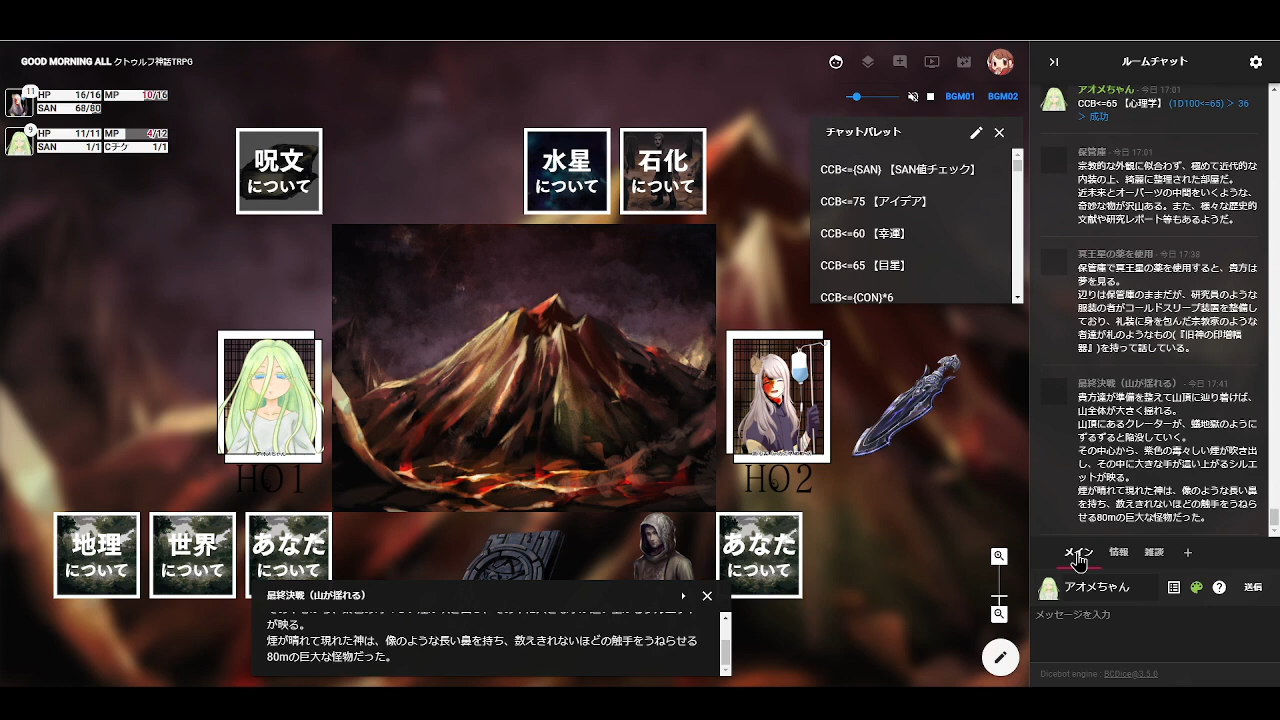 GOOD MORNING ALL クトゥルフ神話TRPG
11
HP 16/16 MP 10/16
SAN 68/80
9
HP 11/11 MP 4/12
SAN 1/1 Cチケ 1/1
呪文
について
水星
について
石化
について
BGM01 BGM02
チャットパレット
CCB<={SAN} 【SAN値チェック】
CCB<=75 【アイデア】
CCB<=60 【幸運】
CCB<=65 【目星】
CCB<={CON}*6
アオメちゃん
HO1
HO2
地理
について
世界
について
あなた
について
あなた
について
最終決戦（山が揺れる）
が映る。
煙が晴れて現れた神は、像のような長い鼻を持ち、数えきれないほどの触手をうねらせる
80mの巨大な怪物だった。
ルームチャット
アオメちゃん - 今日 17:01
CCB<=65 【心理学】 (1D100<=65) ＞ 36
＞ 成功
保管庫 - 今日 17:01
宗教的な外観に似合わず、極めて近代的な
内装の上、綺麗に整理された部屋だ。
近未来とオーパーツの中間をいくような、
奇妙な物が沢山ある。また、様々な歴史的
文献や研究レポート等もあるようだ。
冥王星の薬を使用 - 今日 17:38
保管庫で冥王星の薬を使用すると、貴方は
夢を見る。
辺りは保管庫のままだが、研究員のような
服装の者がコールドスリープ装置を整備し
ており、礼装に身を包んだ宗教家のような
者達が札のようなもの(『旧神の印増幅
器』)を持って話している。
最終決戦（山が揺れる） - 今日 17:41
貴方達が準備を整えて山頂に辿り着けば、
山全体が大きく揺れる。
山頂にあるクレーターが、蟻地獄のように
ずるずると陥没していく。
その中心から、紫色の毒々しい煙が吹き出
し、その中に大きな手が這い上がるシルエ
ットが映る。
煙が晴れて現れた神は、像のような長い鼻
を持ち、数えきれないほどの触手をうねら
せる80mの巨大な怪物だった。
メイン 情報 雑談 +
アオメちゃん
送信
メッセージを入力
Dicebot engine : BCDice@3.5.0